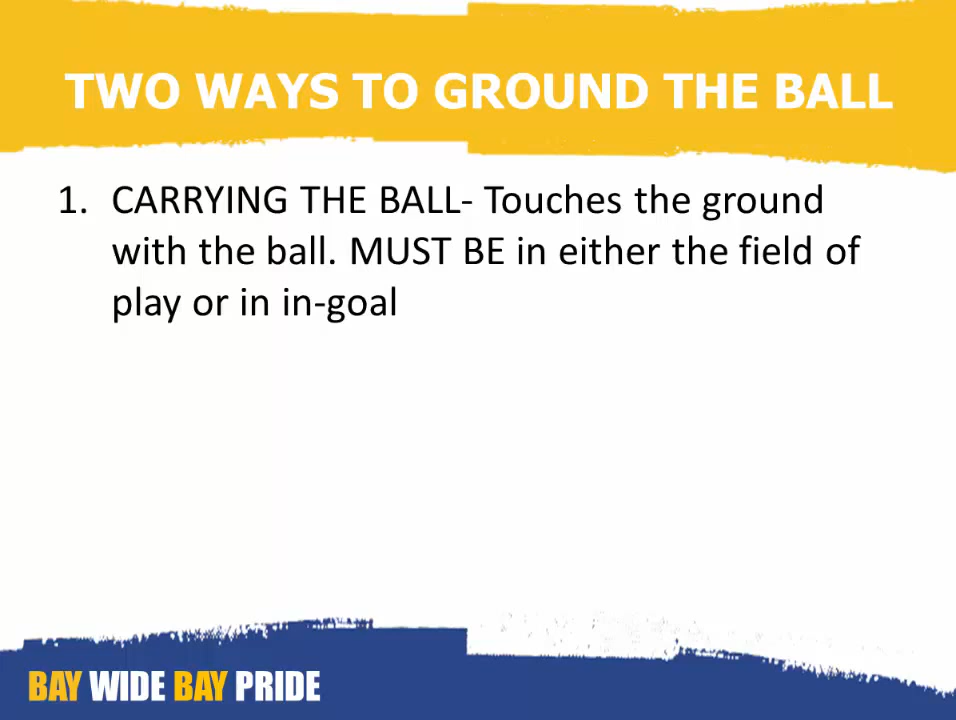 TWO WAYS TO GROUND THE BALL
1. CARRYING THE BALL- Touches the ground
with the ball. MUST BE in either the field of
play or in in-goal
BAY WIDE BAY PRIDE